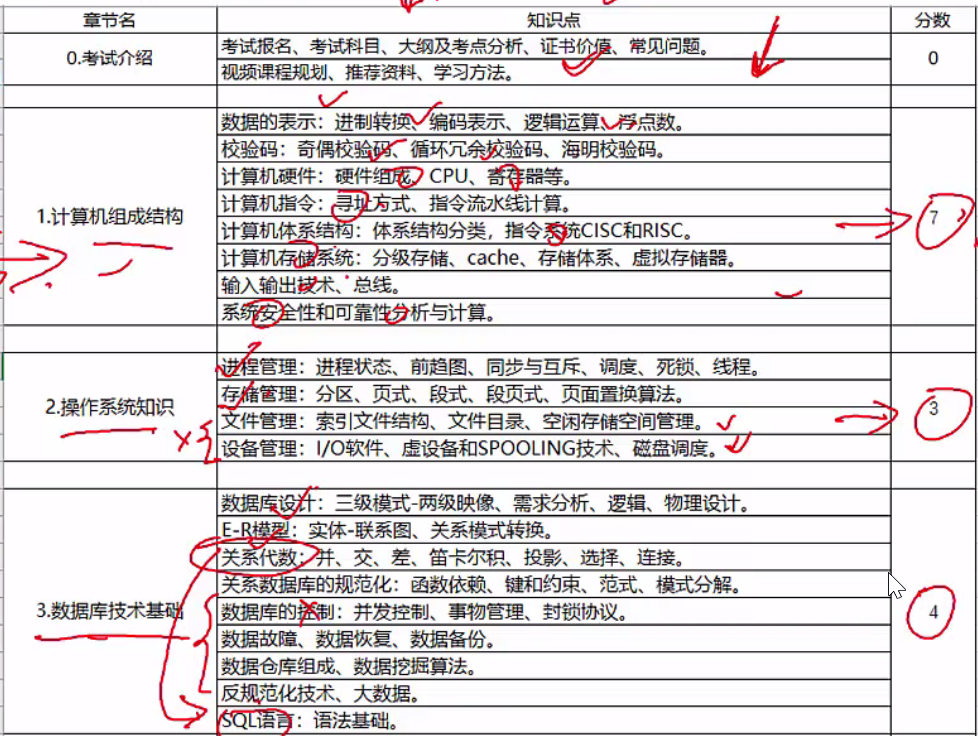 章节名 知识点 分数
0.考试介绍 考试报名、考试科目、大纲及考点分析、证书价值、常见问题。 0
视频课程规划、推荐资料、学习方法。
1.计算机组成结构 数据的表示：进制转换、编码表示、逻辑运算、浮点数。 7
校验码：奇偶校验码、循环冗余校验码、海明校验码。
计算机硬件：硬件组成、CPU、寄存器等。
计算机指令：寻址方式、指令流水线计算。
计算机体系结构：体系结构分类，指令系统CISC和RISC。
计算机存储系统：分级存储、cache、存储体系、虚拟存储器。
输入输出技术、总线。
系统安全性和可靠性分析与计算。
2.操作系统知识 进程管理：进程状态、前趋图、同步与互斥、调度、死锁、线程。 3
存储管理：分区、页式、段式、段页式、页面置换算法。
文件管理：索引文件结构、文件目录、空闲存储空间管理。
设备管理：I/O软件、虚设备和SPOOLING技术、磁盘调度。
3.数据库技术基础 数据库设计：三级模式-两级映像、需求分析、逻辑、物理设计。 4
E-R模型：实体-联系图、关系模式转换。
关系代数：并、交、差、笛卡尔积、投影、选择、连接。
关系数据库的规范化：函数依赖、键和约束、范式、模式分解。
数据库的控制：并发控制、事物管理、封锁协议。
数据故障、数据恢复、数据备份。
数据仓库组成、数据挖掘算法。
反规范化技术、大数据。
SQL语言：语法基础。